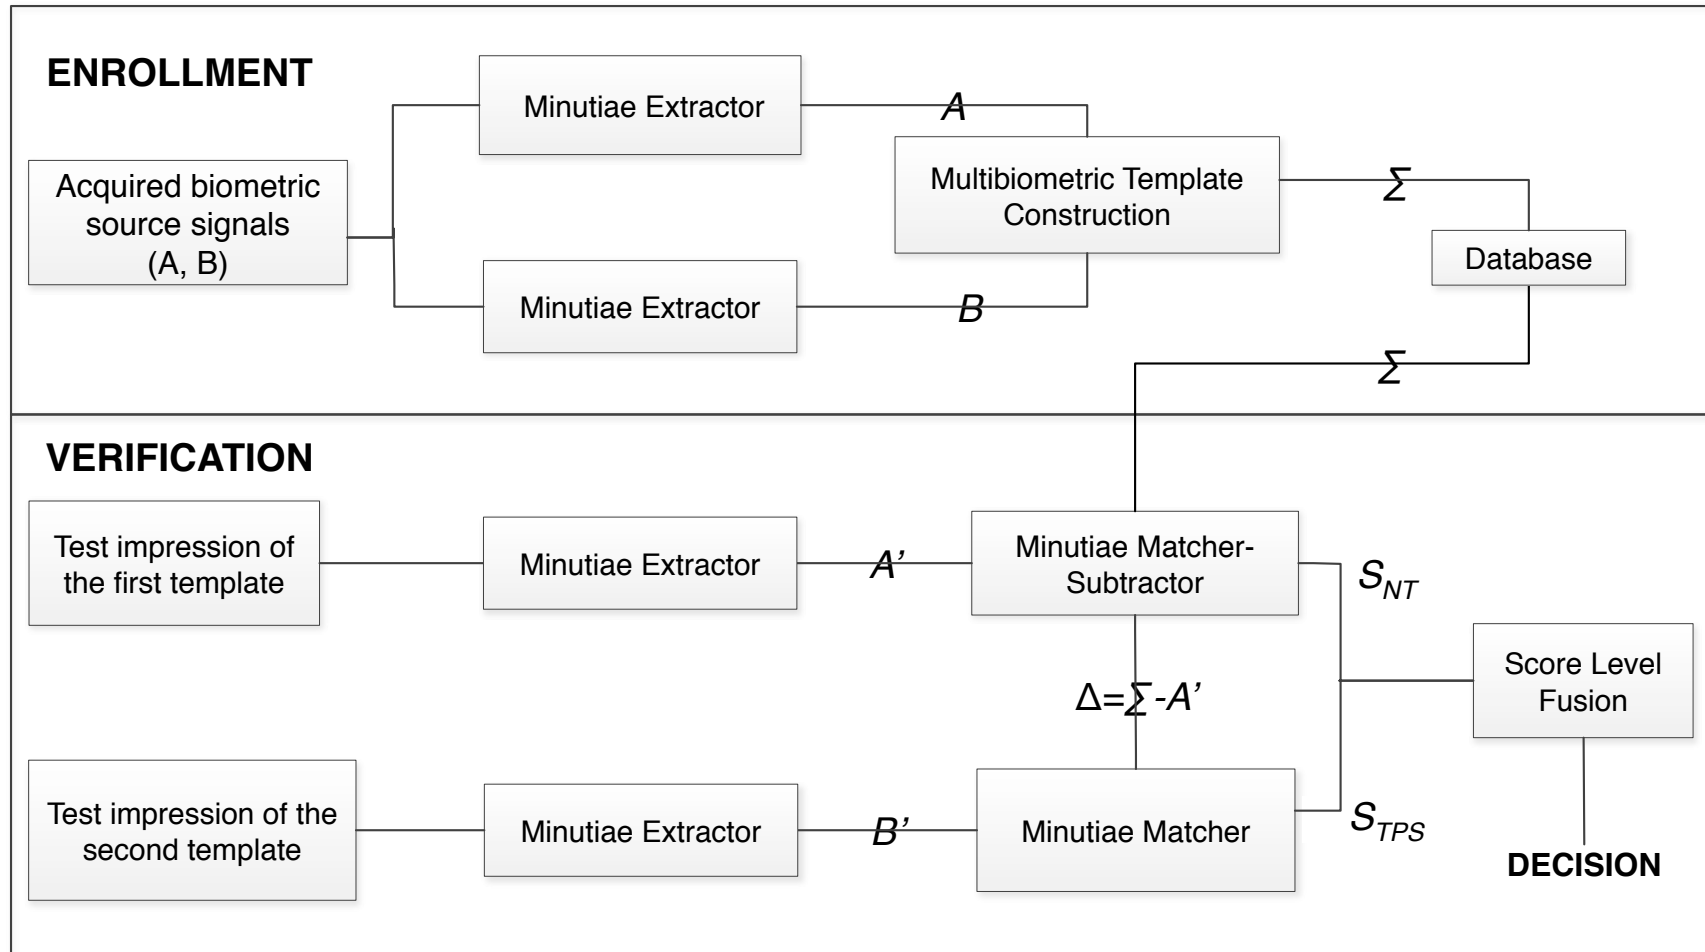 ENROLLMENT
Acquired biometric
source signals
(A, B)
Minutiae Extractor
A
Minutiae Extractor
B
Multibiometric Template
Construction
Σ
Database
Σ
VERIFICATION
Test impression of
the first template
Minutiae Extractor
A’
Minutiae Matcher-
Subtractor
S_NT
Δ=Σ-A’
Test impression of the
second template
Minutiae Extractor
B’
Minutiae Matcher
S_TPS
Score Level
Fusion
DECISION